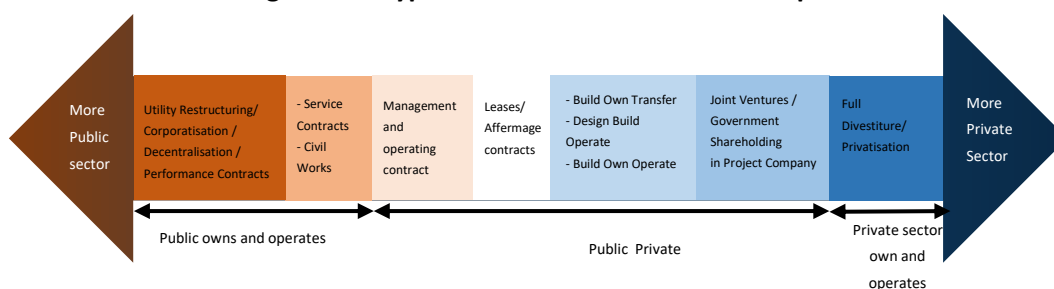 More
Public
sector
Utility Restructuring/
Corporatisation /
Decentralisation /
Performance Contracts
- Service
Contracts
- Civil
Works
Management
and
operating
contract
Leases/
Affermage
contracts
- Build Own Transfer
- Design Build
Operate
- Build Own Operate
Joint Ventures /
Government
Shareholding
in Project Company
Full
Divestiture/
Privatisation
More
Private
Sector
Public owns and operates
Public Private
Private sector
own and
operates